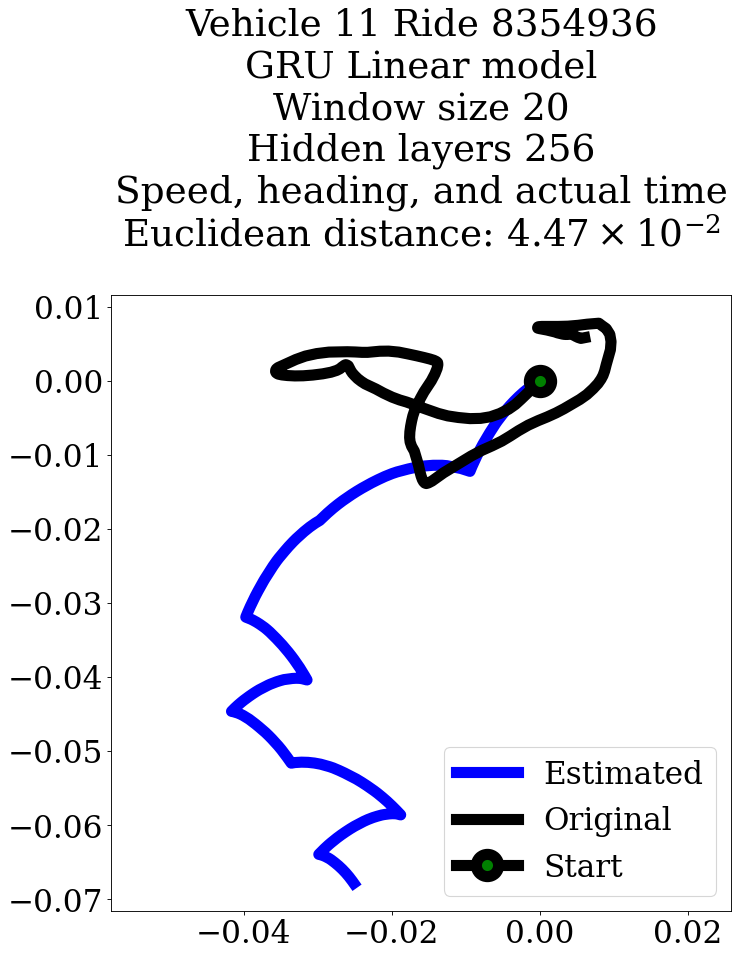 Vehicle 11 Ride 8354936
GRU Linear model
Window size 20
Hidden layers 256
Speed, heading, and actual time
Euclidean distance: 4.47 × 10⁻²
0.01
0.00
−0.01
−0.02
−0.03
−0.04
−0.05
−0.06
−0.07
Estimated
Original
Start
−0.04 −0.02 0.00 0.02